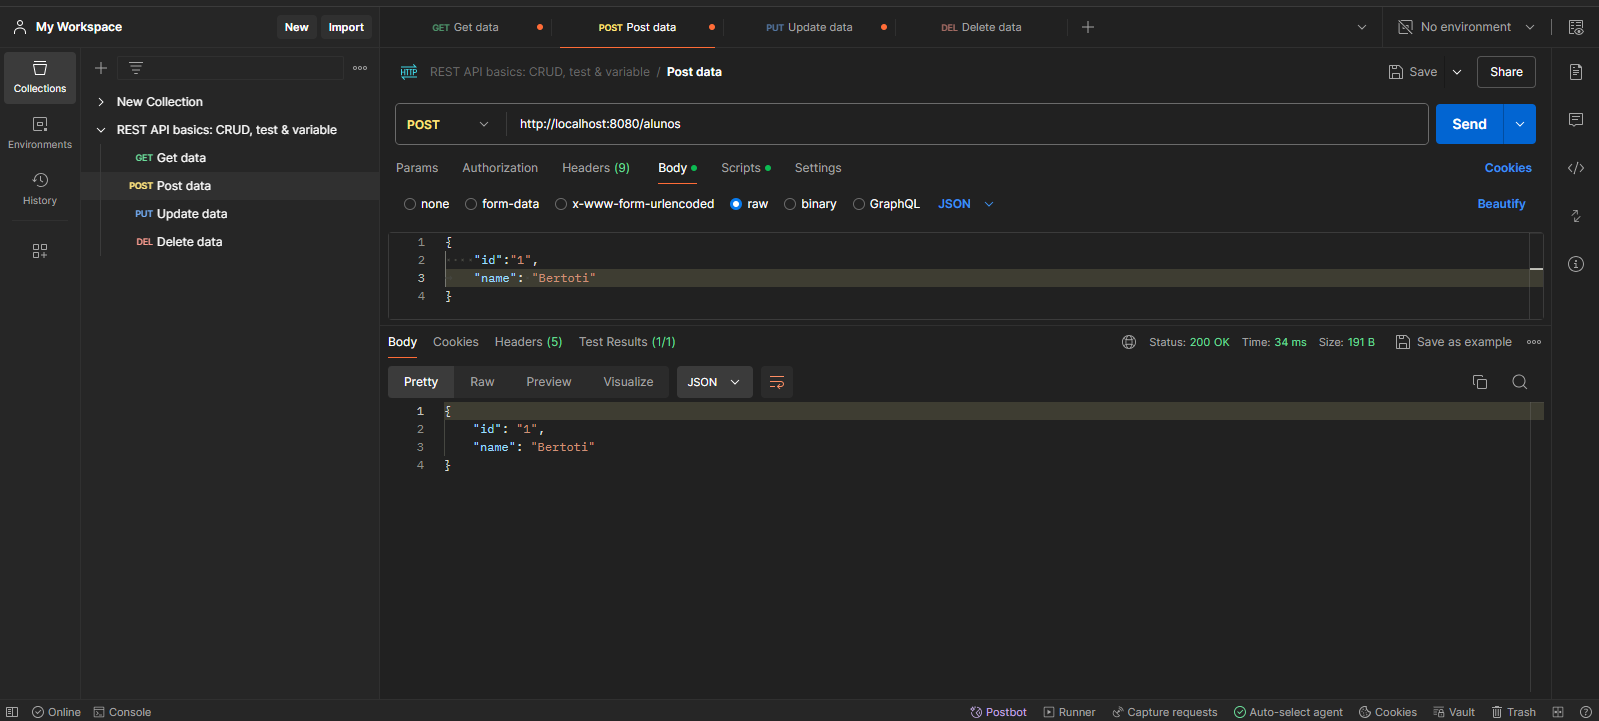 My Workspace
New
Import
GET Get data
POST Post data
PUT Update data
DEL Delete data
No environment
Collections
Environments
History
New Collection
REST API basics: CRUD, test & variable
GET Get data
POST Post data
PUT Update data
DEL Delete data
HTTP
REST API basics: CRUD, test & variable / Post data
Save
Share
POST
http://localhost:8080/alunos
Send
Params
Authorization
Headers (9)
Body
Scripts
Settings
Cookies
none
form-data
x-www-form-urlencoded
raw
binary
GraphQL
JSON
Beautify
1 {
2 "id":"1",
3 "name": "Bertoti"
4 }
Body
Cookies
Headers (5)
Test Results (1/1)
Status: 200 OK
Time: 34 ms
Size: 191 B
Save as example
Pretty
Raw
Preview
Visualize
JSON
1 {
2 "id": "1",
3 "name": "Bertoti"
4 }
Online
Console
Postbot
Runner
Capture requests
Auto-select agent
Cookies
Vault
Trash